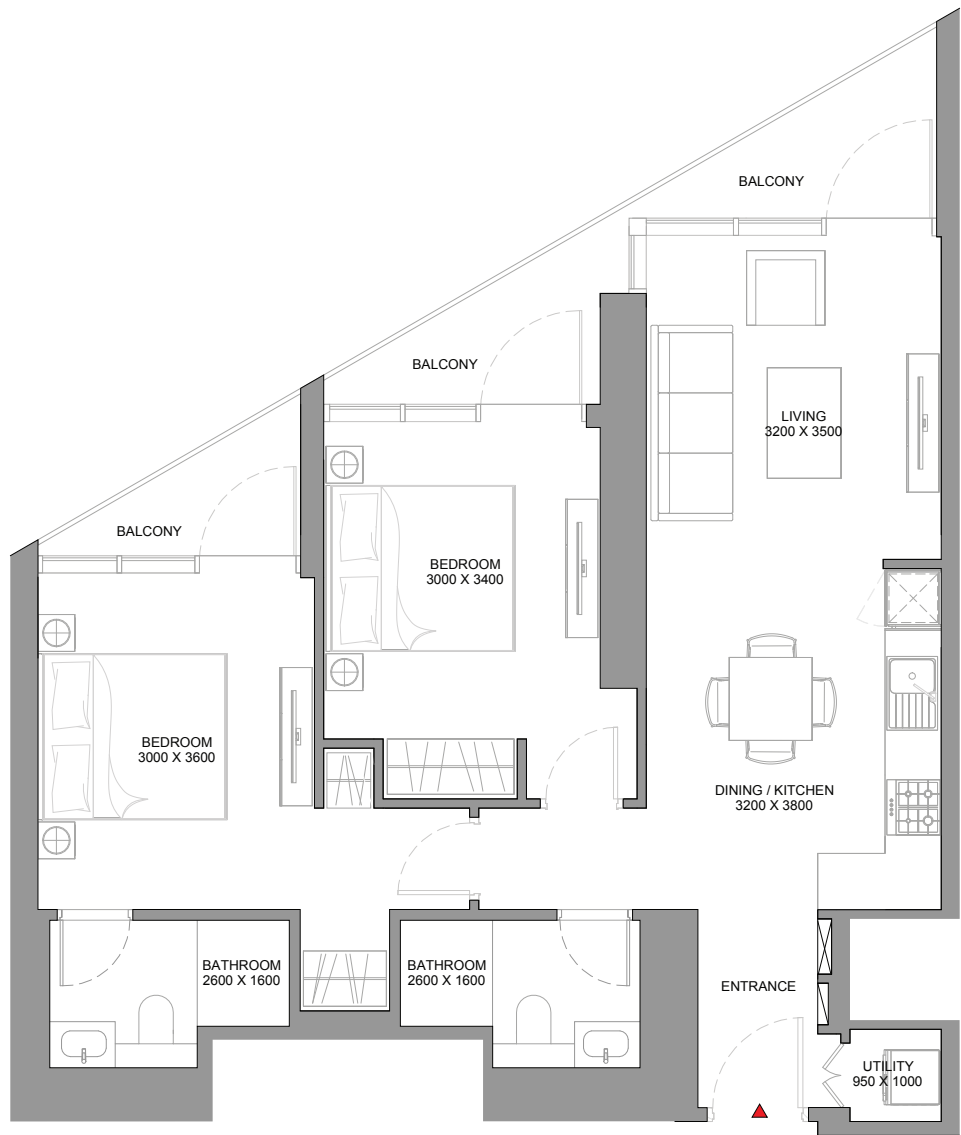 BALCONY
BALCONY
LIVING
3200 X 3500
BALCONY
BEDROOM
3000 X 3400
BEDROOM
3000 X 3600
DINING / KITCHEN
3200 X 3800
BATHROOM
2600 X 1600
BATHROOM
2600 X 1600
ENTRANCE
UTILITY
950 X 1000